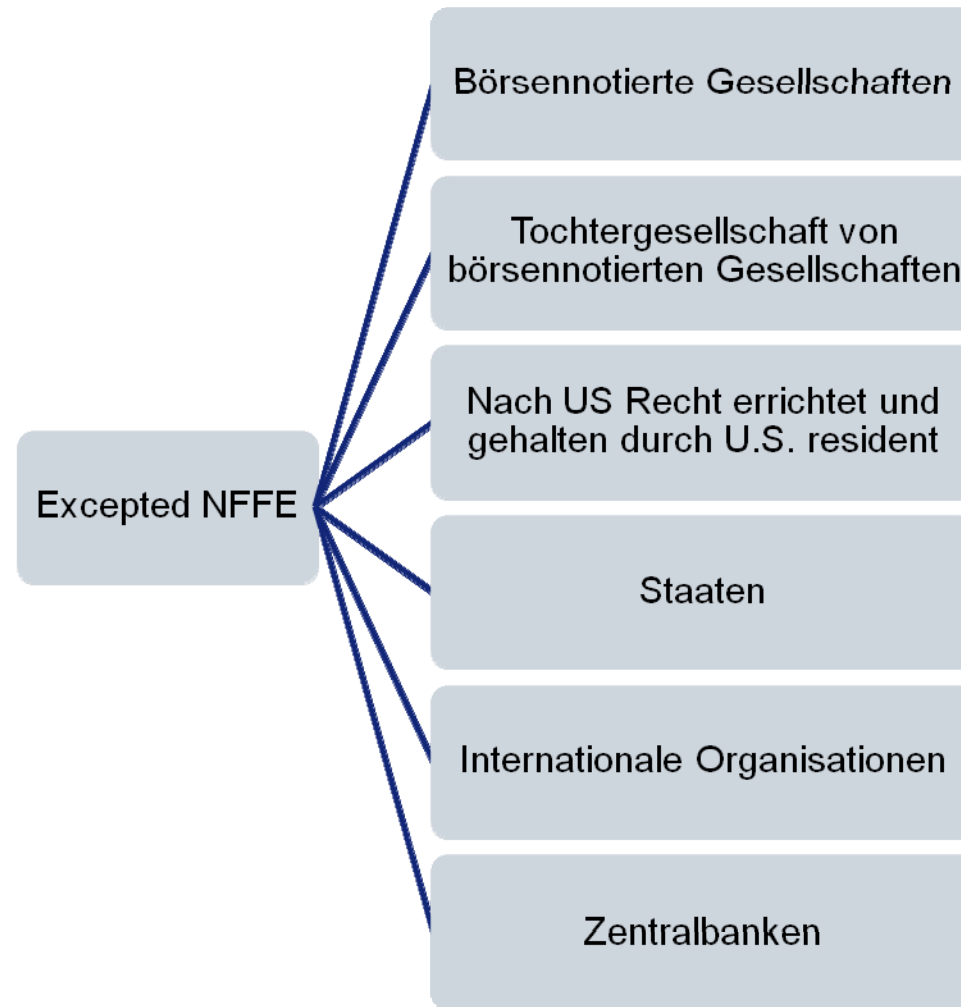 Börsennotierte Gesellschaften
Tochtergesellschaft von
börsennotierten Gesellschaften
Nach US Recht errichtet und
gehalten durch U.S. resident
Excepted NFFE
Staaten
Internationale Organisationen
Zentralbanken